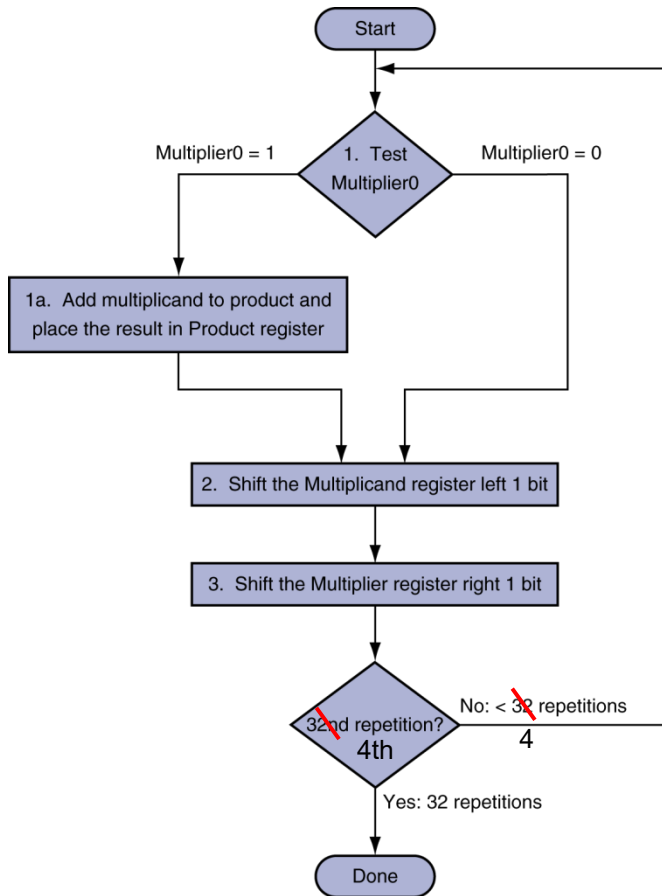 Start
Multiplier0 = 1
1. Test
Multiplier0
Multiplier0 = 0
1a. Add multiplicand to product and
place the result in Product register
2. Shift the Multiplicand register left 1 bit
3. Shift the Multiplier register right 1 bit
32nd repetition?
4th
No: < 32 repetitions
4
Yes: 32 repetitions
Done